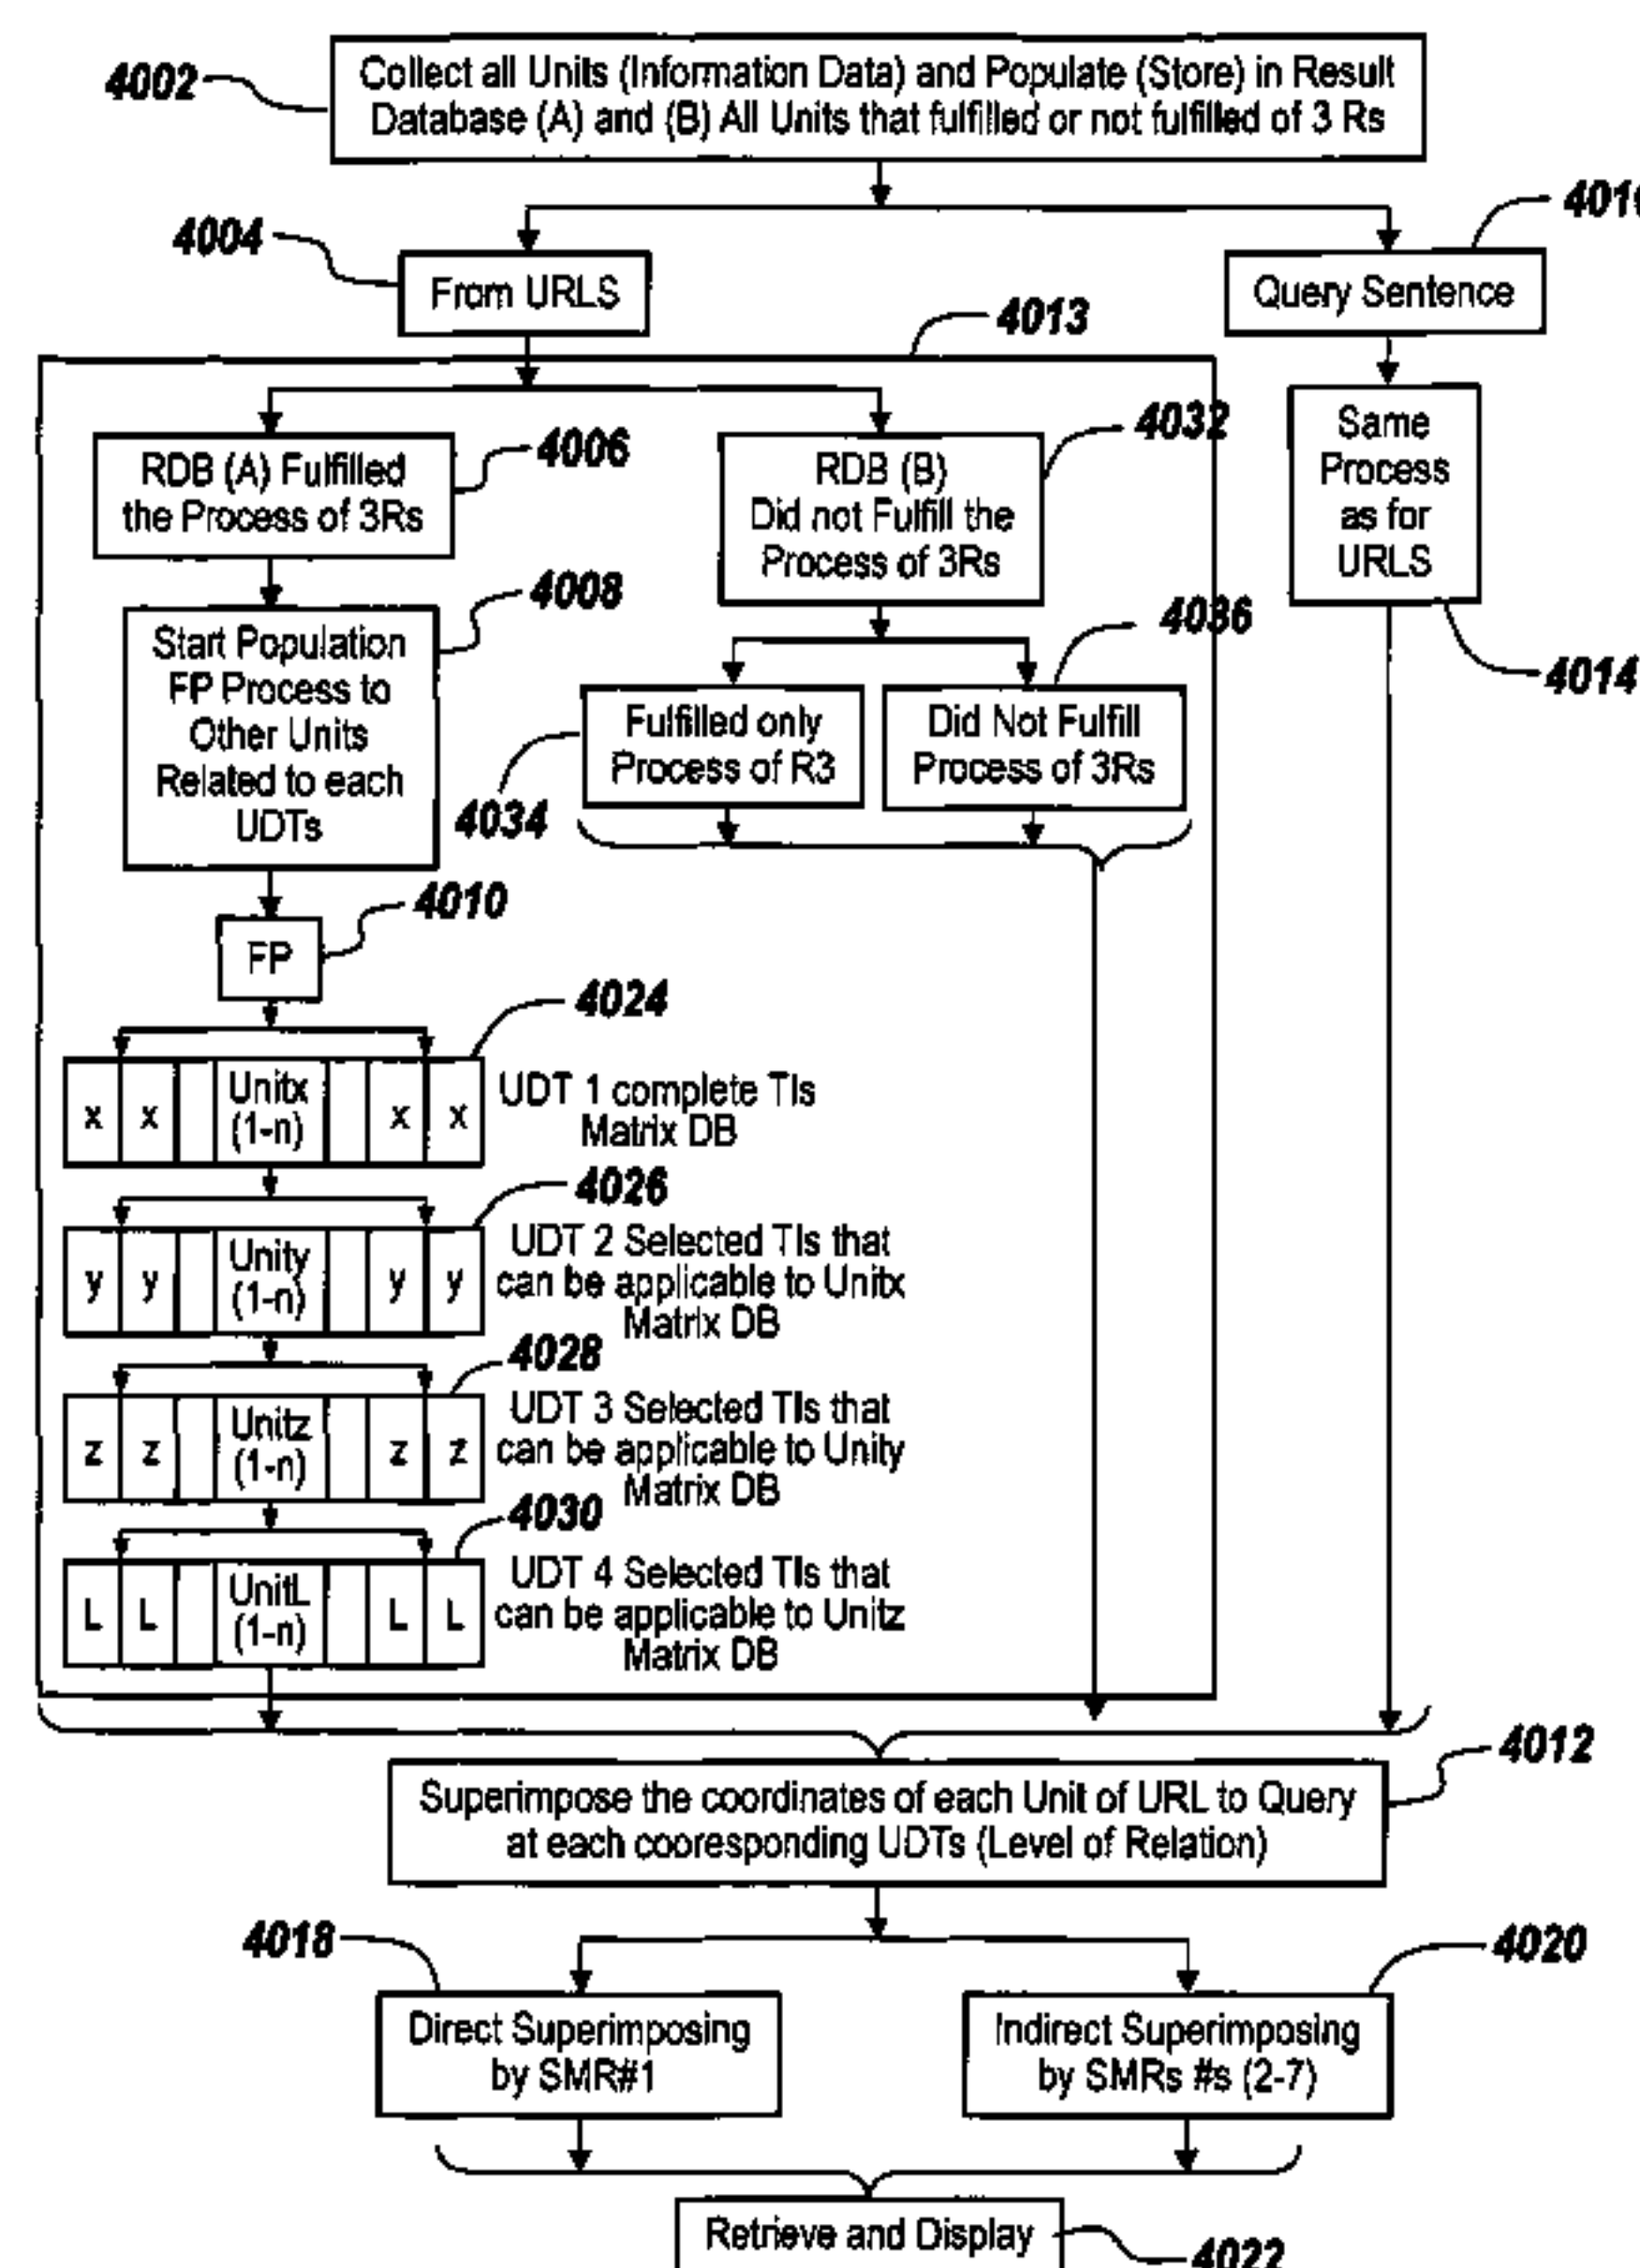 4002
Collect all Units (Information Data) and Populate (Store) in Result
Database (A) and (B) All Units that fulfilled or not fulfilled of 3 Rs
4004
From URLS
Query Sentence
4013
RDB (A) Fulfilled
the Process of 3Rs
4006
RDB (B)
Did not Fulfill the
Process of 3Rs
4032
Same
Process
as for
URLS
4014
Start Population
FP Process to
Other Units
Related to each
UDTs
4008
4036
Fulfilled only
Process of R3
4034
Did Not Fulfill
Process of 3Rs
FP
4010
4024
x x Unitx x x
(1-n)
UDT 1 complete TIs
Matrix DB
4026
y y Unity y y
(1-n)
UDT 2 Selected TIs that
can be applicable to Unitx
Matrix DB
4028
z z Unitz z z
(1-n)
UDT 3 Selected TIs that
can be applicable to Unity
Matrix DB
4030
L L UnitL L L
(1-n)
UDT 4 Selected TIs that
can be applicable to Unitz
Matrix DB
4012
Superimpose the coordinates of each Unit of URL to Query
at each cooresponding UDTs (Level of Relation)
4018
Direct Superimposing
by SMR#1
4020
Indirect Superimposing
by SMRs #s (2-7)
Retrieve and Display
4022